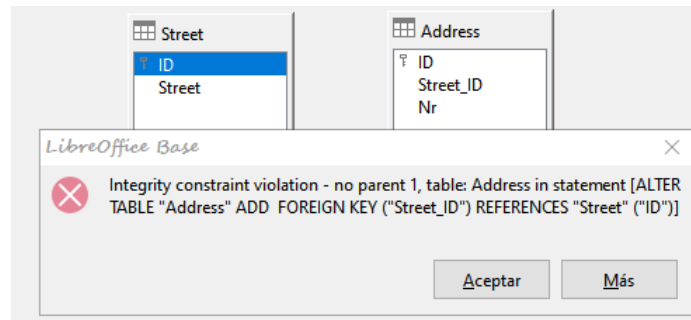 Street
ID
Street
Address
ID
Street_ID
Nr
LibreOffice Base
Integrity constraint violation - no parent 1, table: Address in statement [ALTER
TABLE "Address" ADD  FOREIGN KEY ("Street_ID") REFERENCES "Street" ("ID")]
Aceptar
Más